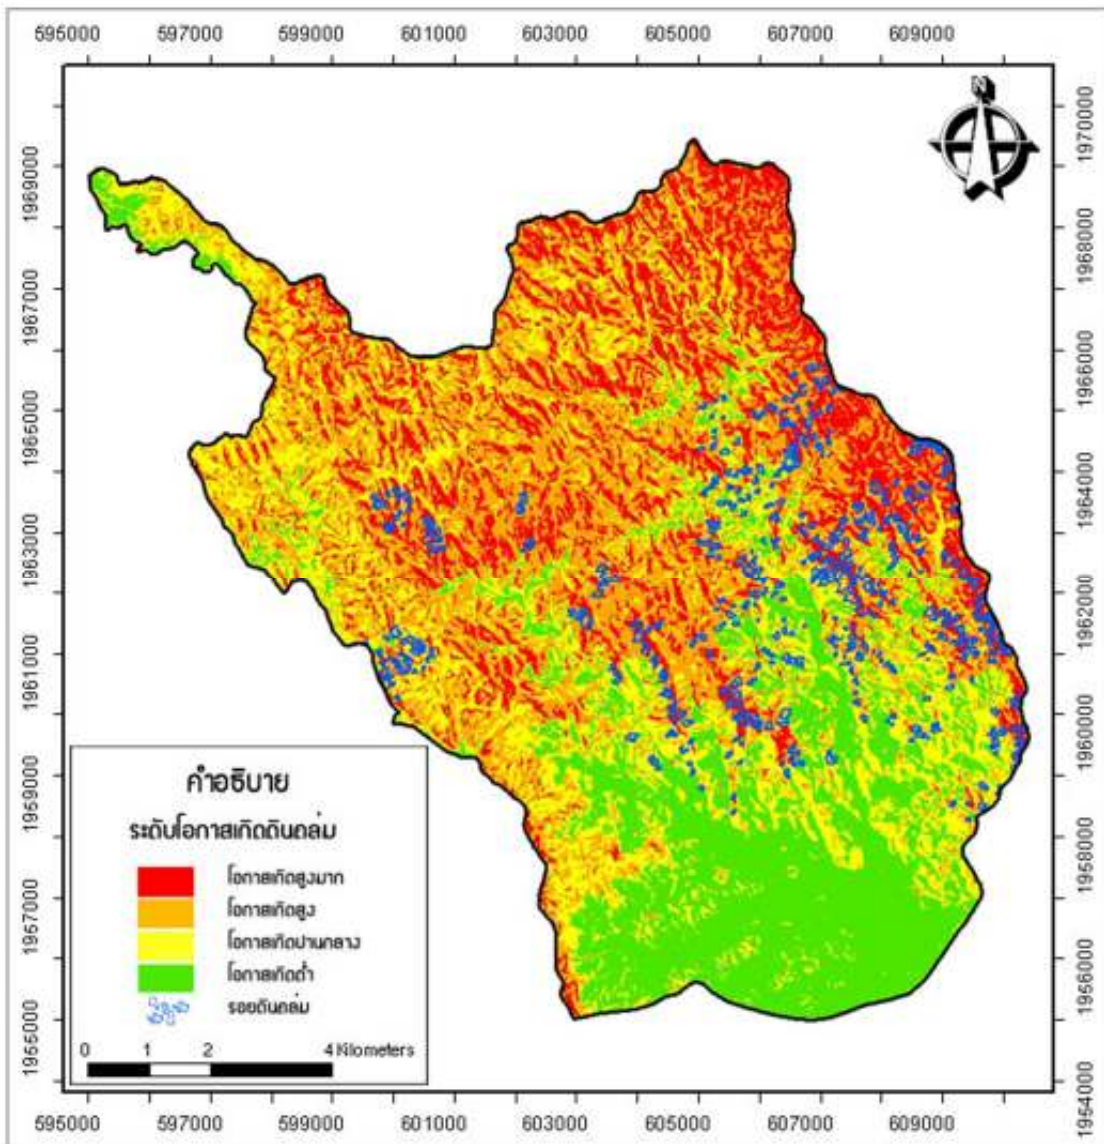 595000 597000 599000 601000 603000 605000 607000 609000
N
1969000
1967000
1965000
1963000
1961000
1959000
1957000
1955000
1970000
1968000
1966000
1964000
1962000
1960000
1958000
1956000
1954000
คำอธิบาย
ระดับโอกาสเกิดดินถล่ม
โอกาสเกิดสูงมาก
โอกาสเกิดสูง
โอกาสเกิดปานกลาง
โอกาสเกิดต่ำ
รอยดินถล่ม
0 1 2 4 Kilometers
595000 597000 599000 601000 603000 605000 607000 609000